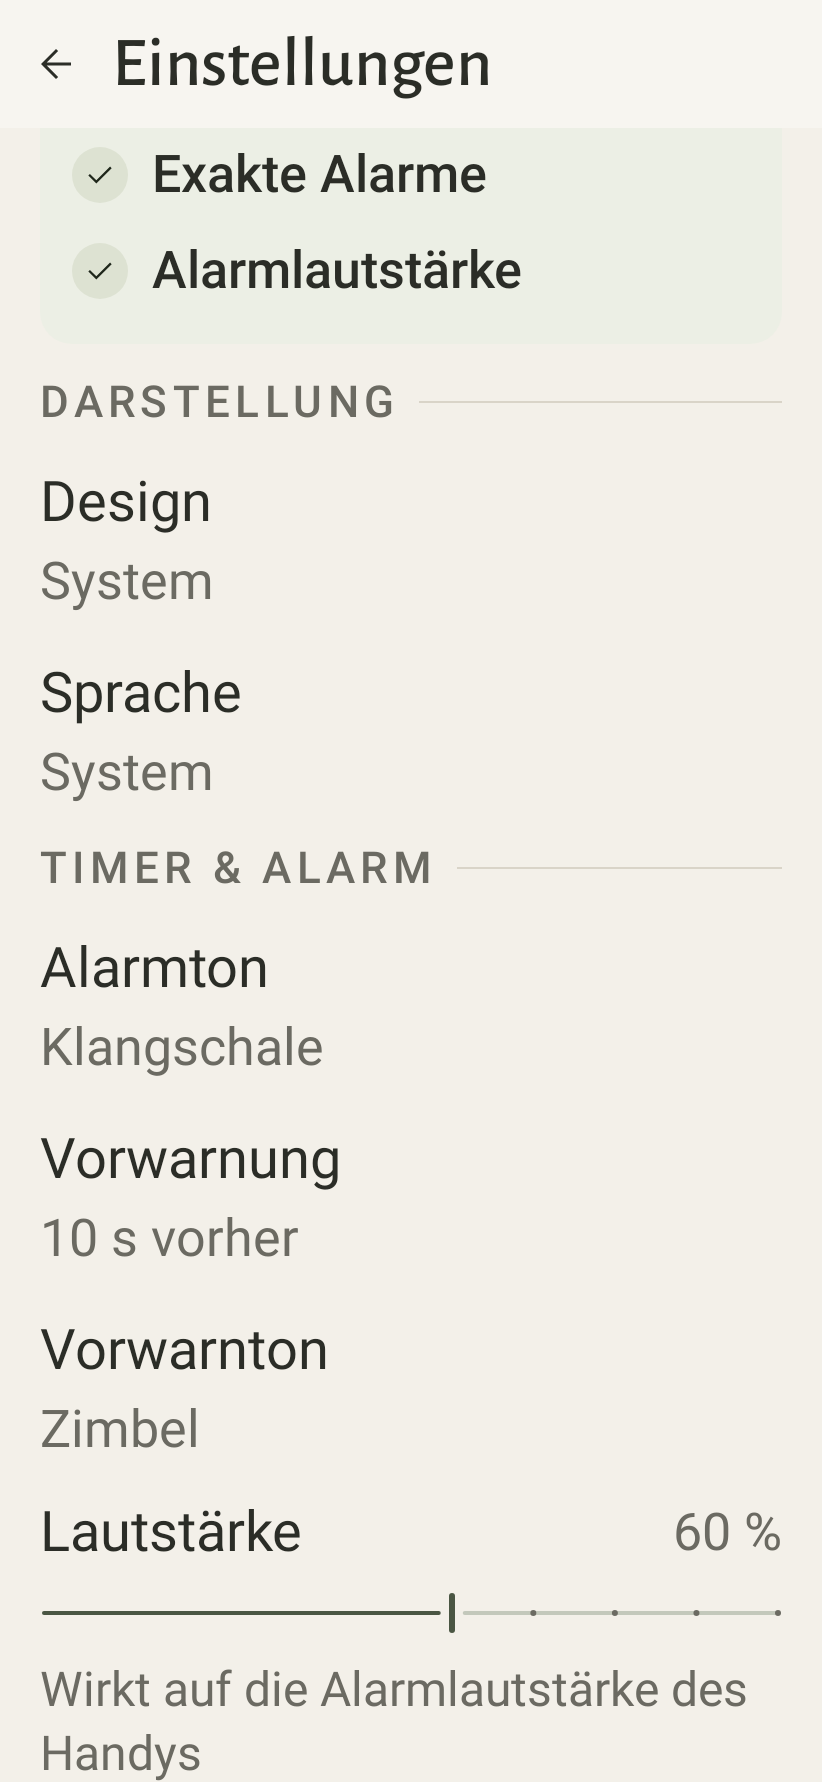 Einstellungen
Exakte Alarme
Alarmlautstärke
DARSTELLUNG
Design
System
Sprache
System
TIMER & ALARM
Alarmton
Klangschale
Vorwarnung
10 s vorher
Vorwarnton
Zimbel
Lautstärke 60 %
Wirkt auf die Alarmlautstärke des
Handys